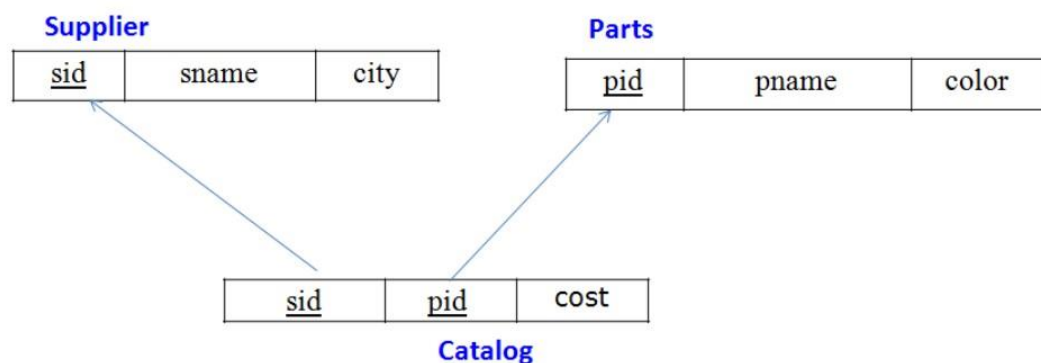 Supplier
Parts
sid sname city
pid pname color
sid pid cost
Catalog